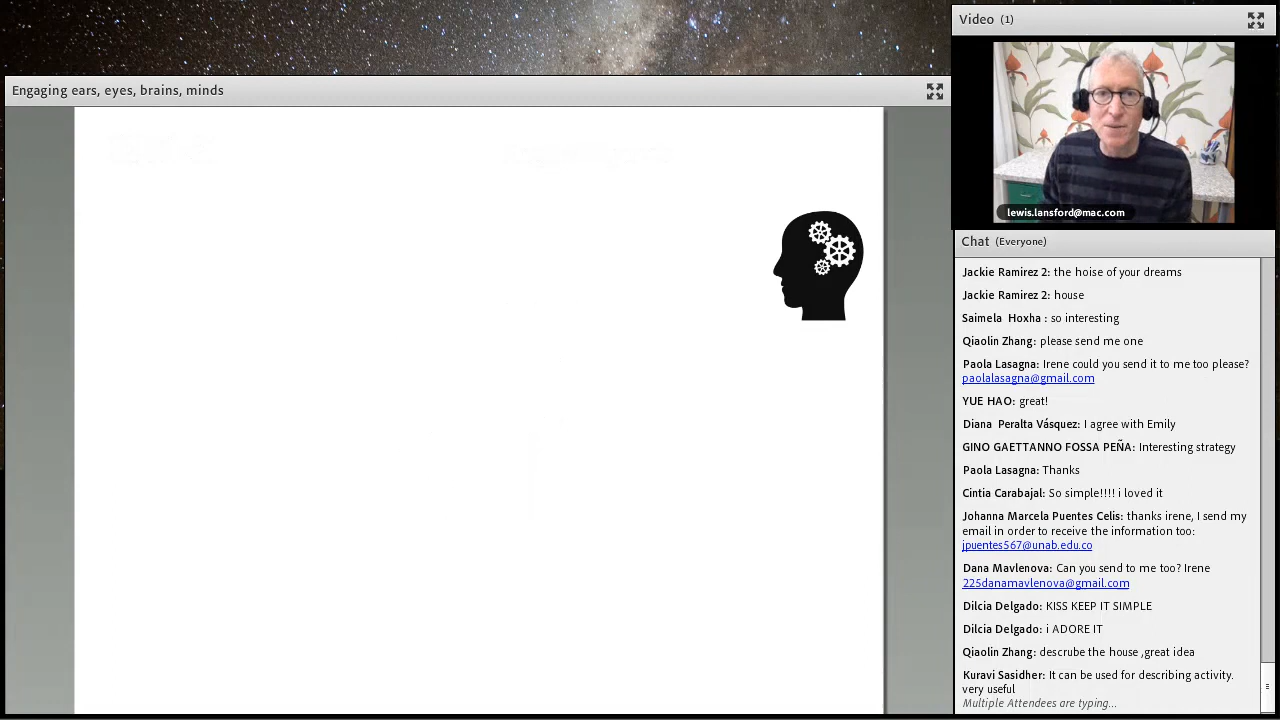 Video (1)
Engaging ears, eyes, brains, minds
lewis.lansford@mac.com
Chat (Everyone)
Jackie Ramirez 2: the hoise of your dreams
Jackie Ramirez 2: house
Saimela Hoxha : so interesting
Qiaolin Zhang: please send me one
Paola Lasagna: Irene could you send it to me too please?
paolalasagna@gmail.com
YUE HAO: great!
Diana Peralta Vásquez: I agree with Emily
GINO GAETTANNO FOSSA PEÑA: Interesting strategy
Paola Lasagna: Thanks
Cintia Carabajal: So simple!!!! i loved it
Johanna Marcela Puentes Celis: thanks irene, I send my
email in order to receive the information too:
jpuentes567@unab.edu.co
Dana Mavlenova: Can you send to me too? Irene
225danamavlenova@gmail.com
Dilcia Delgado: KISS KEEP IT SIMPLE
Dilcia Delgado: i ADORE IT
Qiaolin Zhang: descrube the house ,great idea
Kuravi Sasidher: It can be used for describing activity.
very useful
Multiple Attendees are typing...